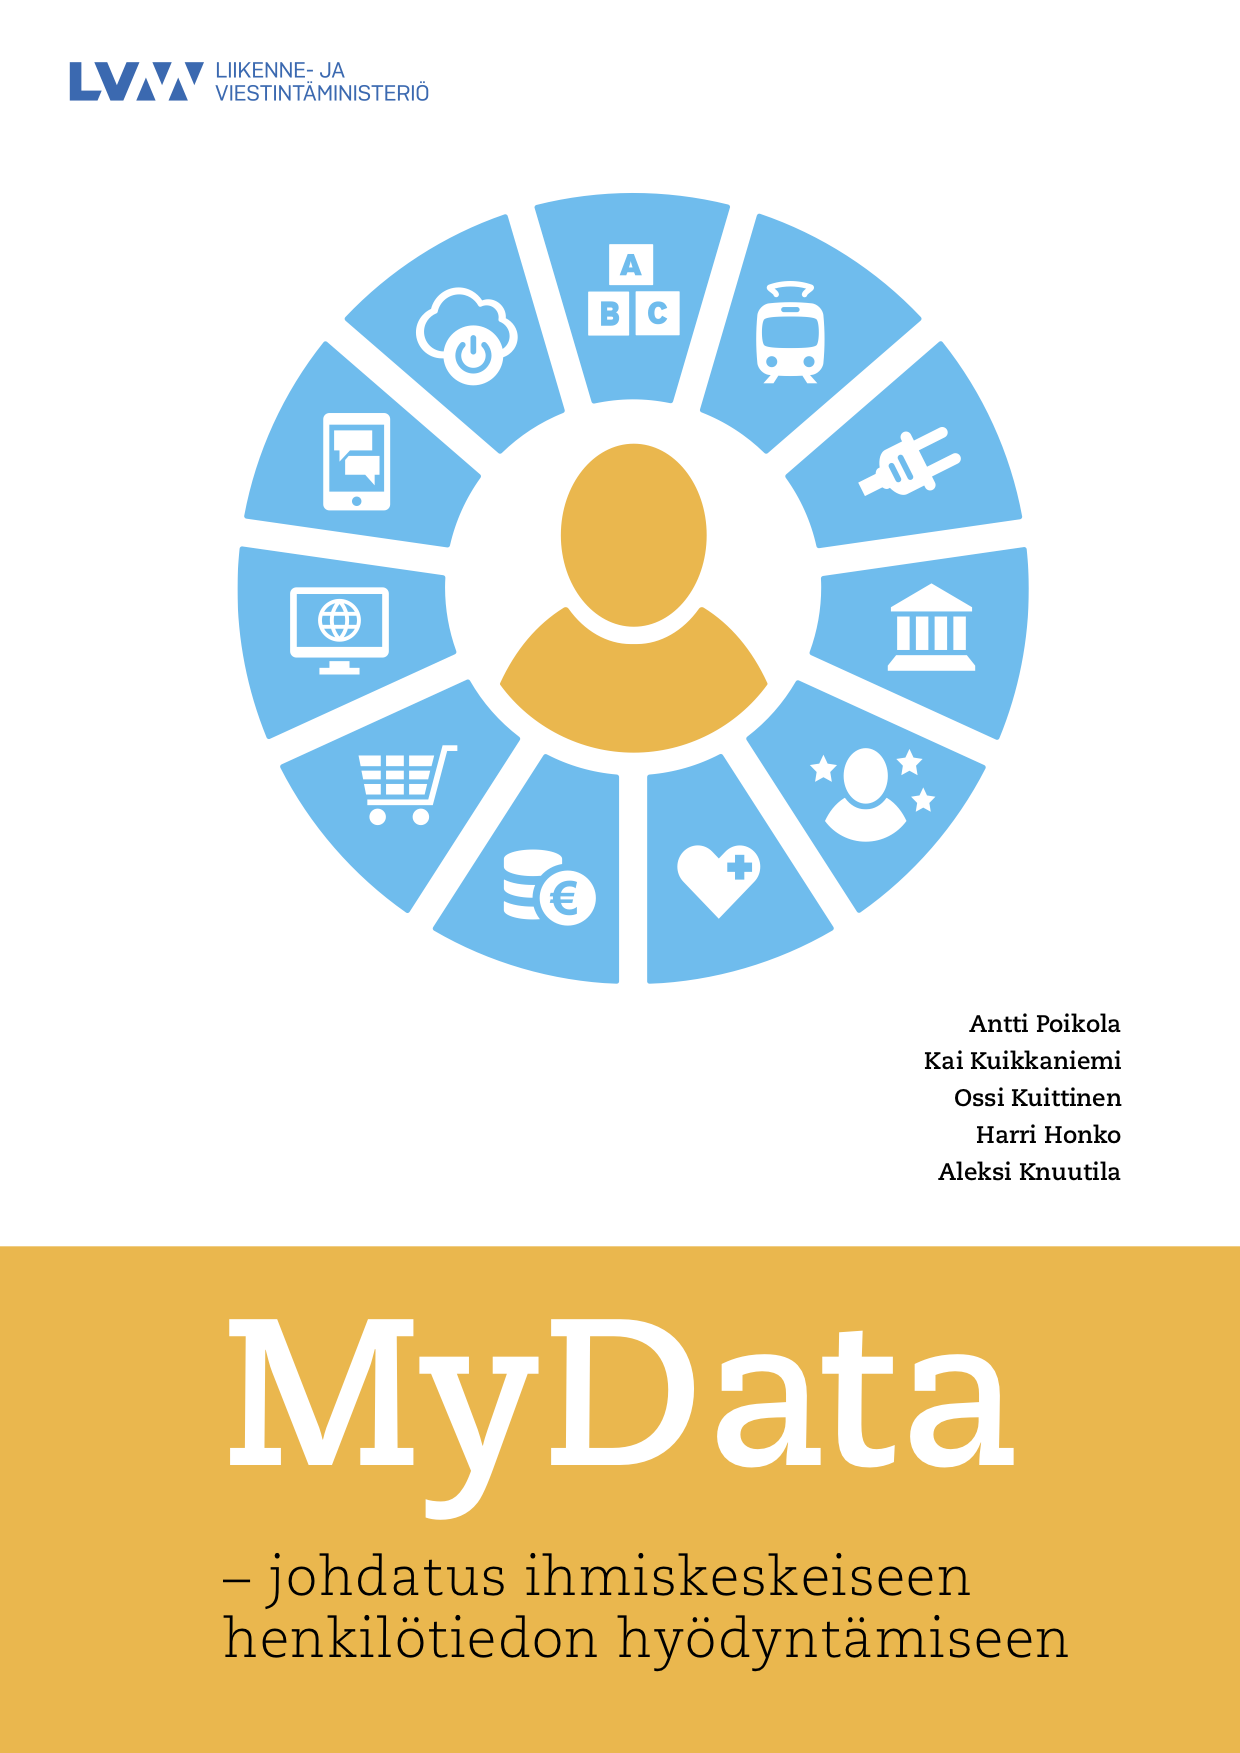 LVM LIIKENNE- JA
VIESTINTÄMINISTERIÖ
A
B C
€
Antti Poikola
Kai Kuikkaniemi
Ossi Kuittinen
Harri Honko
Aleksi Knuutila
MyData
– johdatus ihmiskeskeiseen
henkilötiedon hyödyntämiseen